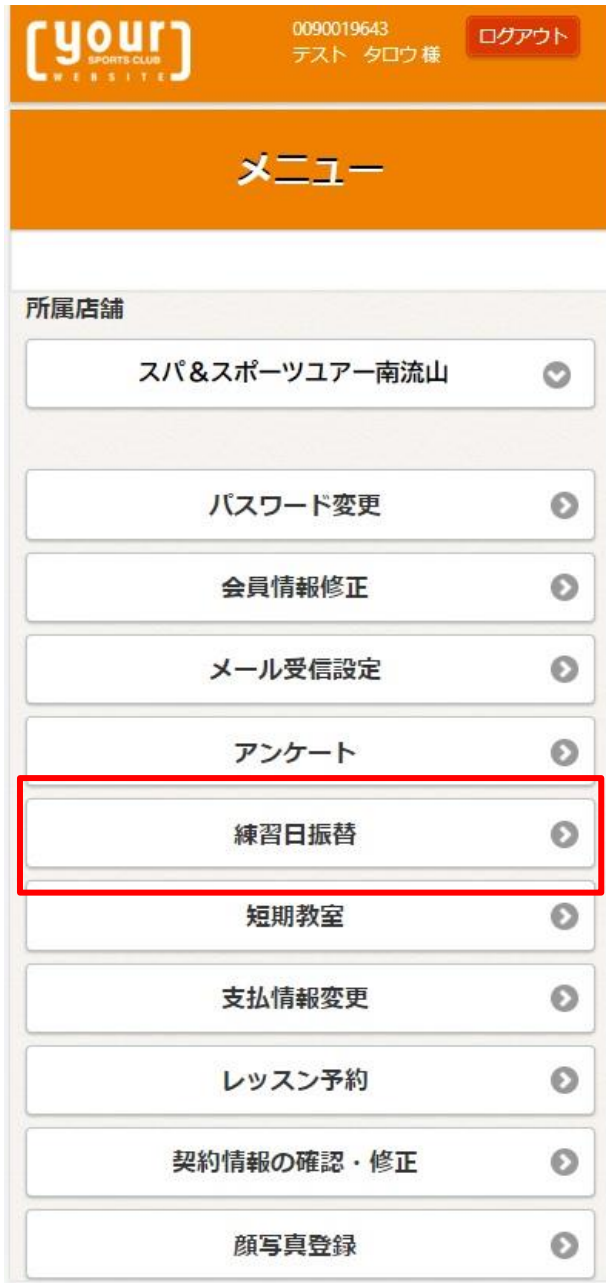 your
SPORTS CLUB
WEBSITE
0090019643
テスト タロウ 様
ログアウト
メニュー
所属店舗
スパ＆スポーツユアー南流山
パスワード変更
会員情報修正
メール受信設定
アンケート
練習日振替
短期教室
支払情報変更
レッスン予約
契約情報の確認・修正
顔写真登録